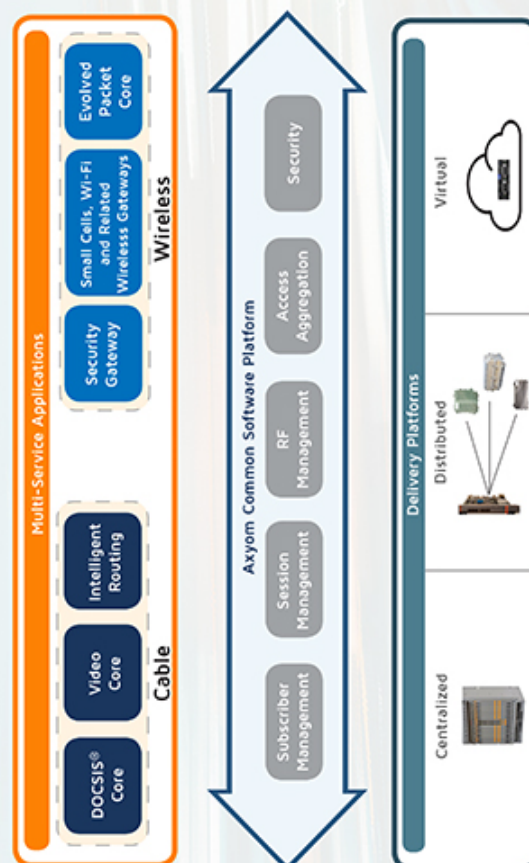 Multi-Service Applications
DOCSIS® 
Core
Video
Core
Intelligent
Routing
Cable
Security
Gateway
Small Cells, Wi-Fi
and Related
Wirelesss Gateways
Evolved
Packet
Core
Wireless
Axyom Common Software Platform
Subscriber
Management
Session
Management
RF
Management
Access
Aggregation
Security
Delivery Platforms
Centralized
Distributed
Virtual